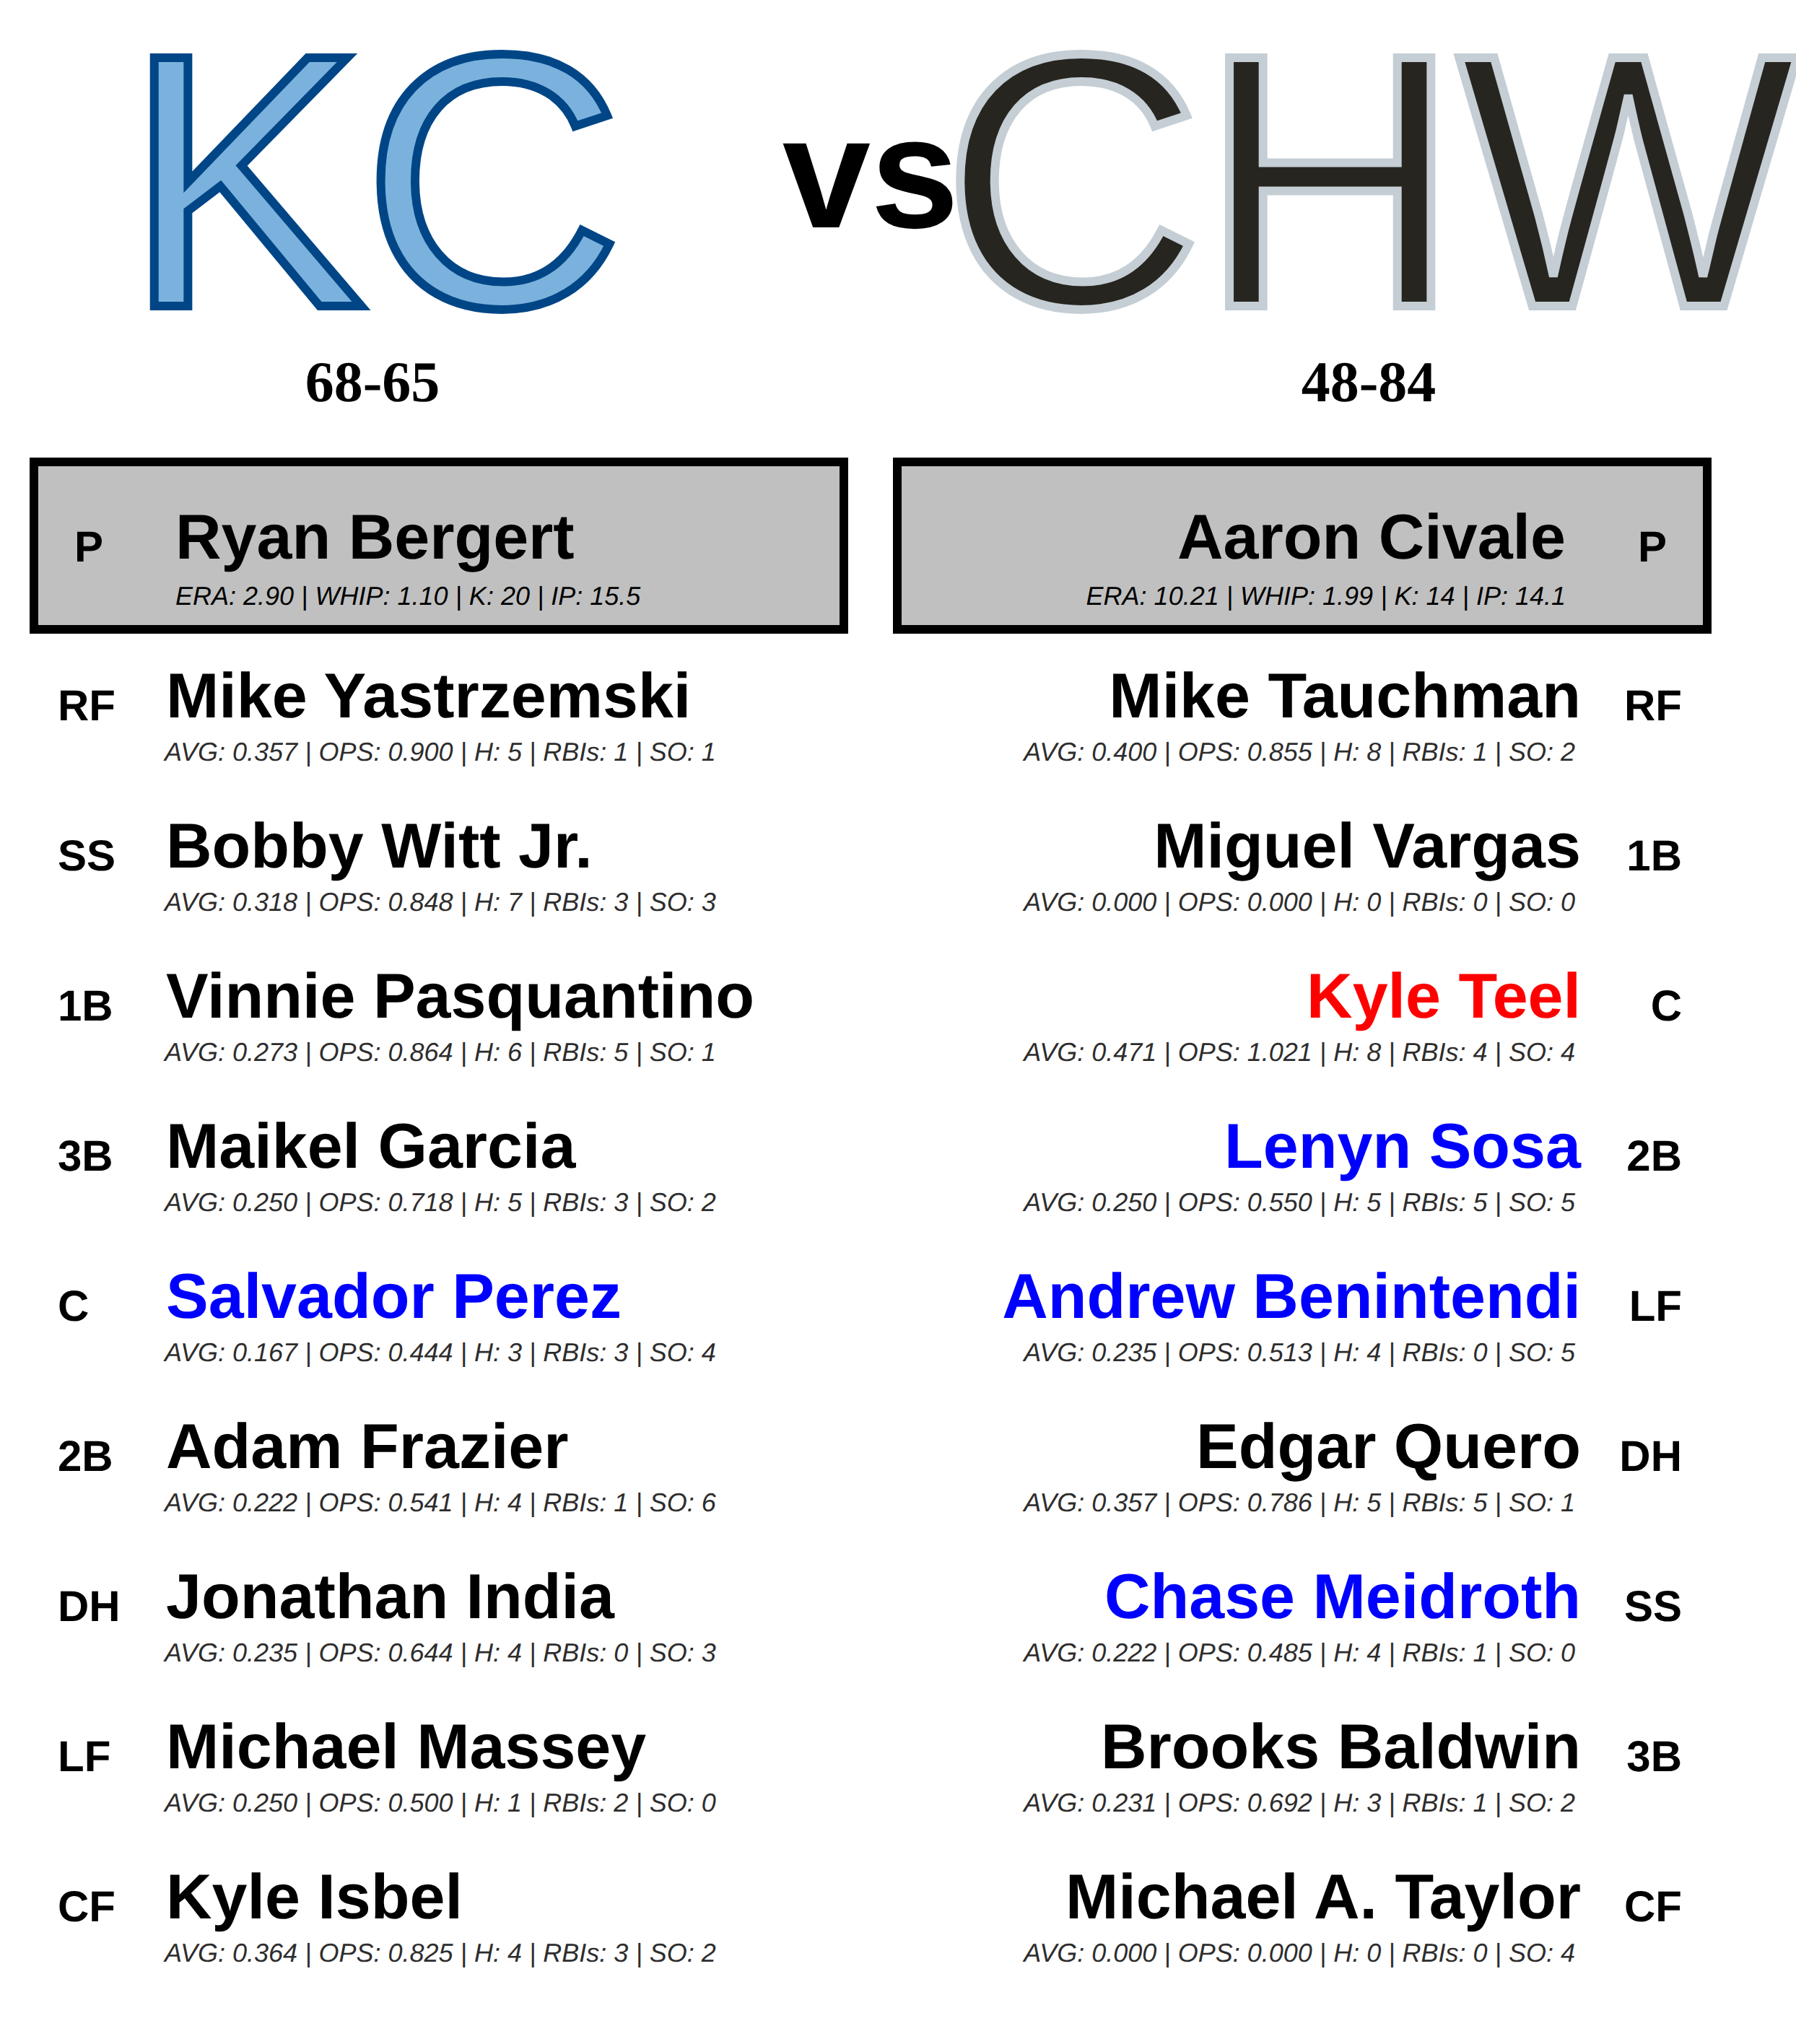 KC vs CHW
68-65 48-84
P Ryan Bergert
ERA: 2.90 | WHIP: 1.10 | K: 20 | IP: 15.5
Aaron Civale P
ERA: 10.21 | WHIP: 1.99 | K: 14 | IP: 14.1
RF Mike Yastrzemski
AVG: 0.357 | OPS: 0.900 | H: 5 | RBIs: 1 | SO: 1
SS Bobby Witt Jr.
AVG: 0.318 | OPS: 0.848 | H: 7 | RBIs: 3 | SO: 3
1B Vinnie Pasquantino
AVG: 0.273 | OPS: 0.864 | H: 6 | RBIs: 5 | SO: 1
3B Maikel Garcia
AVG: 0.250 | OPS: 0.718 | H: 5 | RBIs: 3 | SO: 2
C Salvador Perez
AVG: 0.167 | OPS: 0.444 | H: 3 | RBIs: 3 | SO: 4
2B Adam Frazier
AVG: 0.222 | OPS: 0.541 | H: 4 | RBIs: 1 | SO: 6
DH Jonathan India
AVG: 0.235 | OPS: 0.644 | H: 4 | RBIs: 0 | SO: 3
LF Michael Massey
AVG: 0.250 | OPS: 0.500 | H: 1 | RBIs: 2 | SO: 0
CF Kyle Isbel
AVG: 0.364 | OPS: 0.825 | H: 4 | RBIs: 3 | SO: 2
Mike Tauchman RF
AVG: 0.400 | OPS: 0.855 | H: 8 | RBIs: 1 | SO: 2
Miguel Vargas 1B
AVG: 0.000 | OPS: 0.000 | H: 0 | RBIs: 0 | SO: 0
Kyle Teel C
AVG: 0.471 | OPS: 1.021 | H: 8 | RBIs: 4 | SO: 4
Lenyn Sosa 2B
AVG: 0.250 | OPS: 0.550 | H: 5 | RBIs: 5 | SO: 5
Andrew Benintendi LF
AVG: 0.235 | OPS: 0.513 | H: 4 | RBIs: 0 | SO: 5
Edgar Quero DH
AVG: 0.357 | OPS: 0.786 | H: 5 | RBIs: 5 | SO: 1
Chase Meidroth SS
AVG: 0.222 | OPS: 0.485 | H: 4 | RBIs: 1 | SO: 0
Brooks Baldwin 3B
AVG: 0.231 | OPS: 0.692 | H: 3 | RBIs: 1 | SO: 2
Michael A. Taylor CF
AVG: 0.000 | OPS: 0.000 | H: 0 | RBIs: 0 | SO: 4